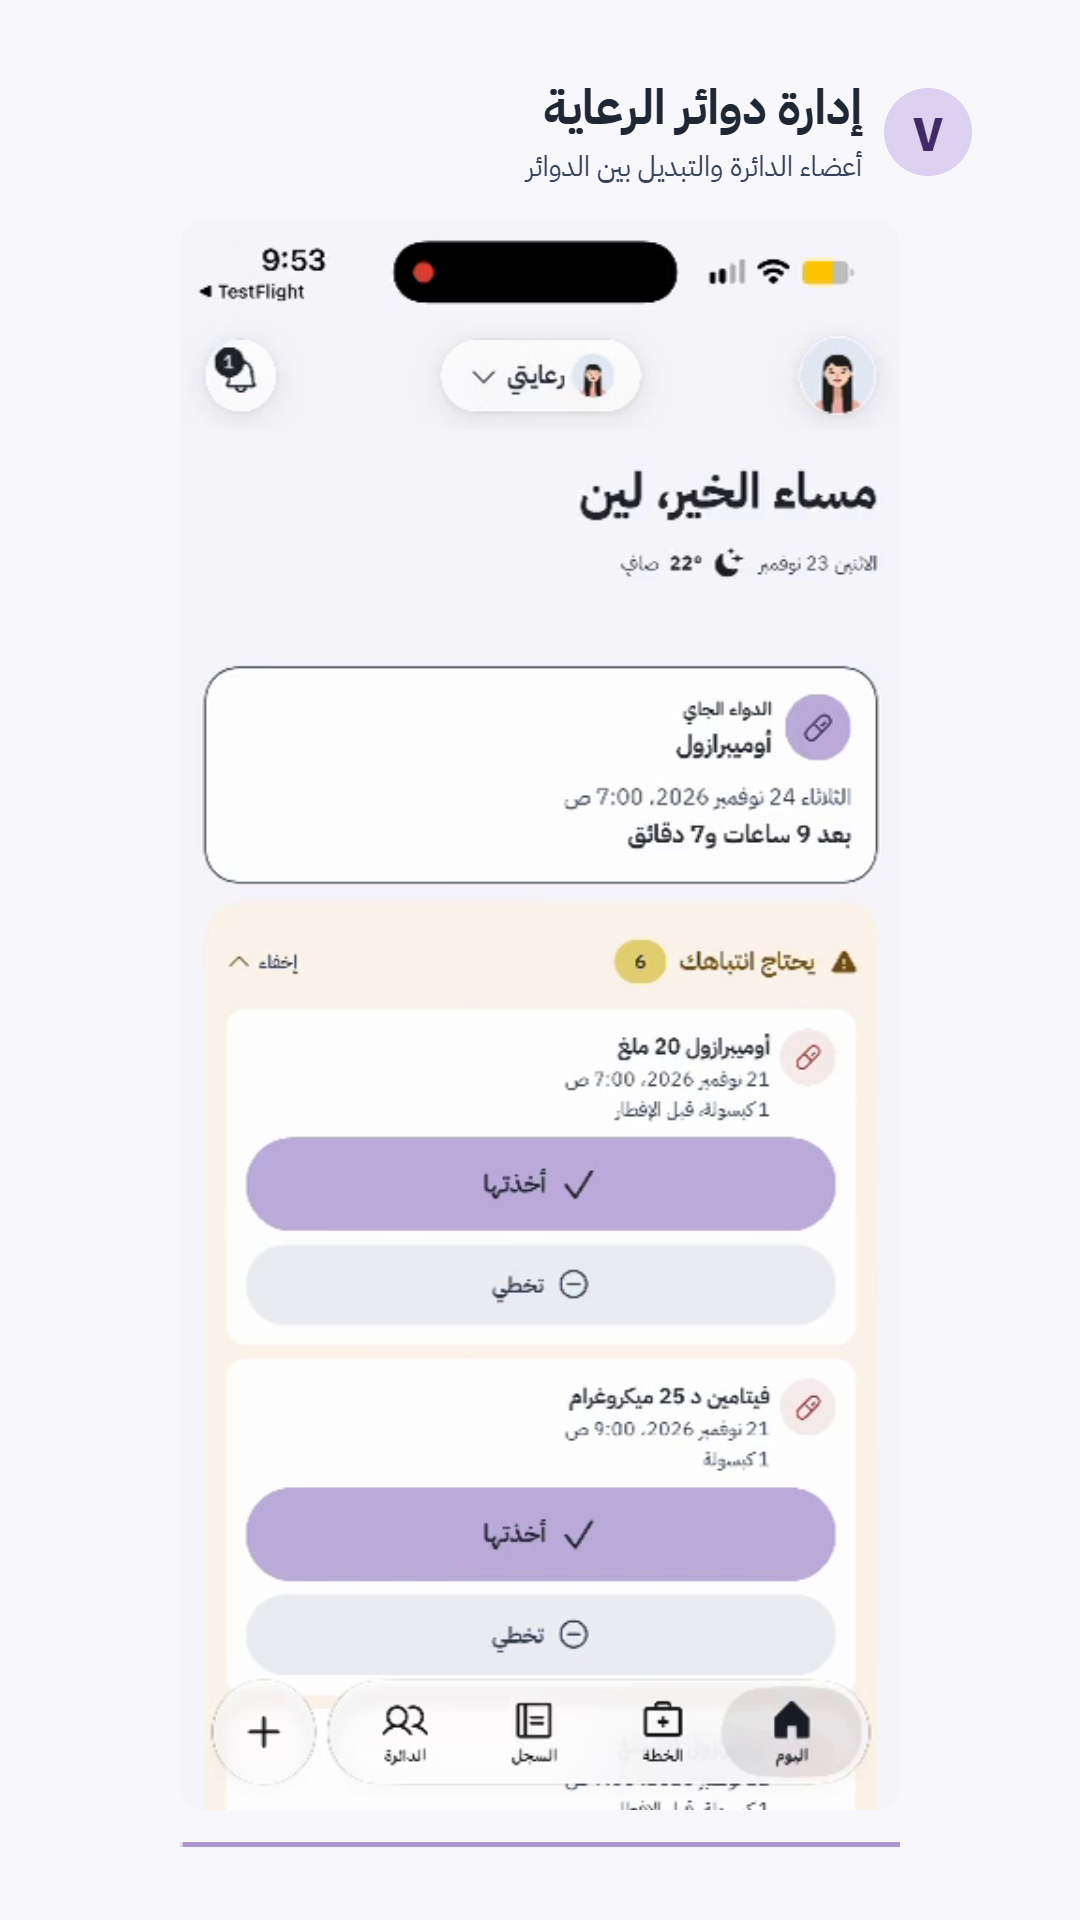 ٧
إدارة دوائر الرعاية
أعضاء الدائرة والتبديل بين الدوائر
9:53
◀ TestFlight
رعايتي
1
مساء الخير، لين
الاثنين 23 نوفمبر 22° صافي
الدواء الجاي
أوميبرازول
الثلاثاء 24 نوفمبر 2026، 7:00 ص
بعد 9 ساعات و7 دقائق
يحتاج انتباهك 6 إخفاء
أوميبرازول 20 ملغ
21 نوفمبر 2026، 7:00 ص
1 كبسولة، قبل الإفطار
أخذتها
تخطي
فيتامين د 25 ميكروغرام
21 نوفمبر 2026، 9:00 ص
1 كبسولة
أخذتها
تخطي
اليوم الخطة السجل الدائرة